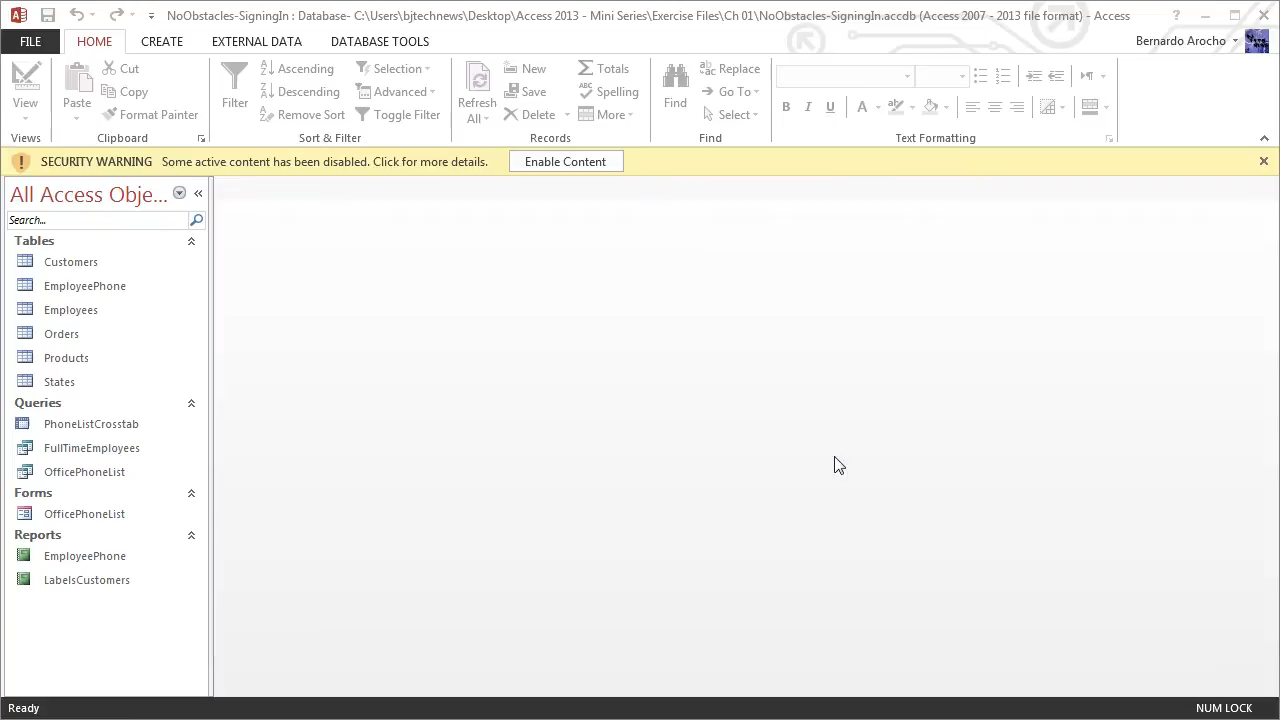 NoObstacles-SigningIn : Database- C:\Users\bjtechnews\Desktop\Access 2013 - Mini Series\Exercise Files\Ch 01\NoObstacles-SigningIn.accdb (Access 2007 - 2013 file format) - Access
FILE HOME CREATE EXTERNAL DATA DATABASE TOOLS Bernardo Arocho
Cut Ascending Selection New Totals Replace
Copy Descending Advanced Save Spelling Go To
View Paste Format Painter Filter Remove Sort Toggle Filter Refresh All Delete More Find Select
Views Clipboard Sort & Filter Records Find Text Formatting
SECURITY WARNING Some active content has been disabled. Click for more details. Enable Content
All Access Obje...
Search...
Tables
Customers
EmployeePhone
Employees
Orders
Products
States
Queries
PhoneListCrosstab
FullTimeEmployees
OfficePhoneList
Forms
OfficePhoneList
Reports
EmployeePhone
LabelsCustomers
Ready NUM LOCK